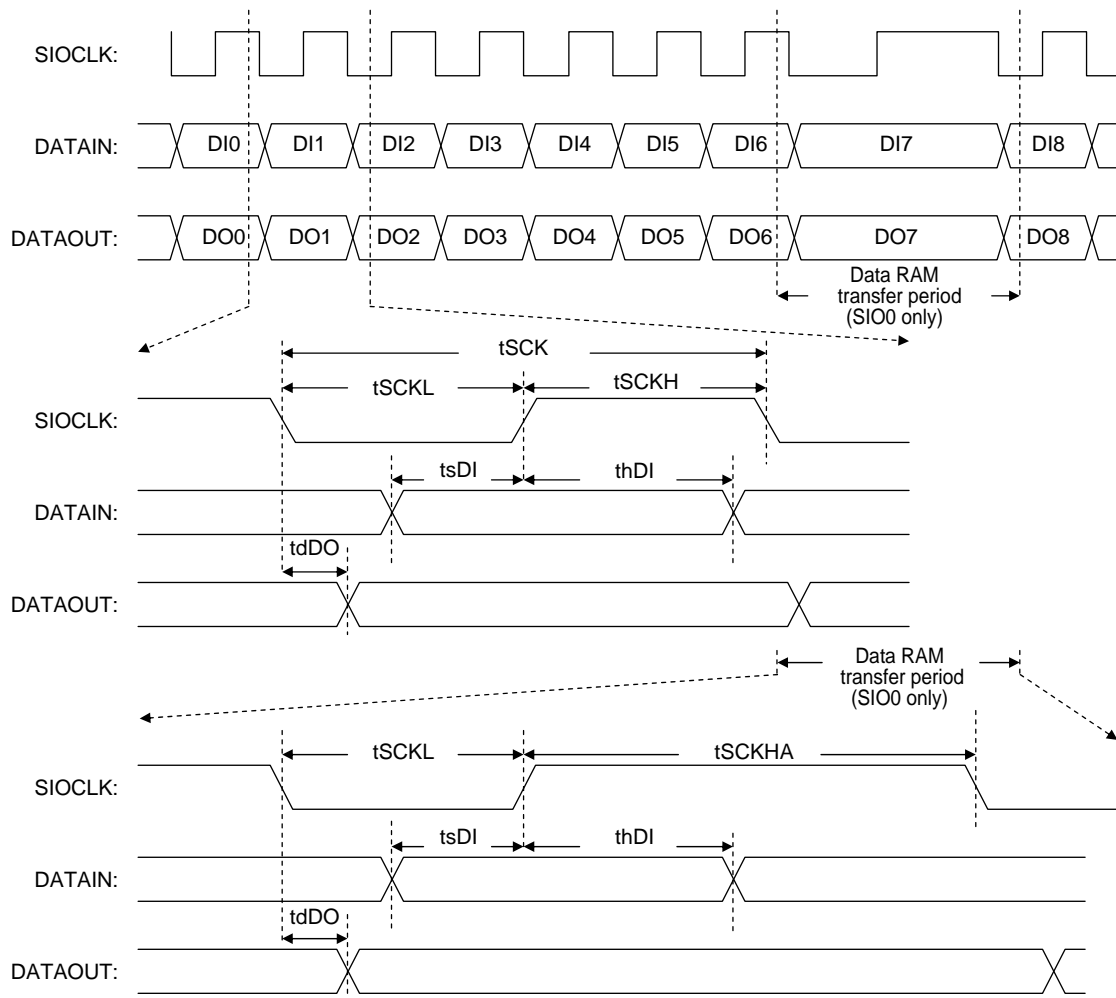 SIOCLK:
DATAIN: DI0 DI1 DI2 DI3 DI4 DI5 DI6 DI7 DI8
DATAOUT: DO0 DO1 DO2 DO3 DO4 DO5 DO6 DO7 DO8
Data RAM
transfer period
(SIO0 only)
tSCK
tSCKL tSCKH
SIOCLK:
tsDI thDI
DATAIN:
tdDO
DATAOUT:
Data RAM
transfer period
(SIO0 only)
tSCKL tSCKHA
SIOCLK:
tsDI thDI
DATAIN:
tdDO
DATAOUT: